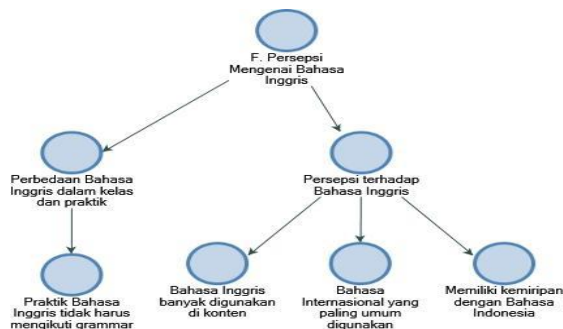 F. Persepsi
Mengenai Bahasa
Inggris
Perbedaan Bahasa
Inggris dalam kelas
dan praktik
Persepsi terhadap
Bahasa Inggris
Praktik Bahasa
Inggris tidak harus
mengikuti grammar
Bahasa Inggris
banyak digunakan
di konten
Bahasa
Internasional yang
paling umum
digunakan
Memiliki kemiripan
dengan Bahasa
Indonesia